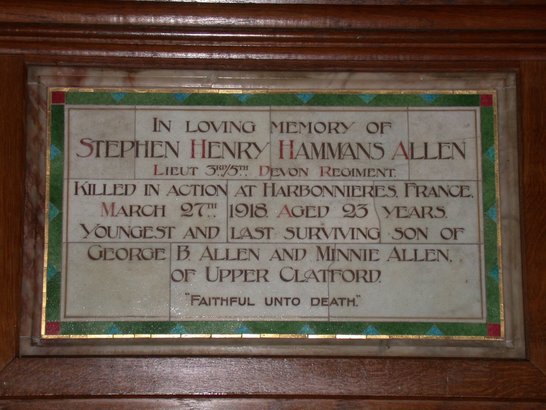 In loving memory of
Stephen Henry Hammans Allen
Lieut 3rd/5th Devon Regiment.
Killed in action at Harbonnieres, France,
March 27th 1918. Aged 23 years.
Youngest and last surviving son of
George B. Allen and Minnie Allen,
of Upper Clatford.
"Faithful unto death."